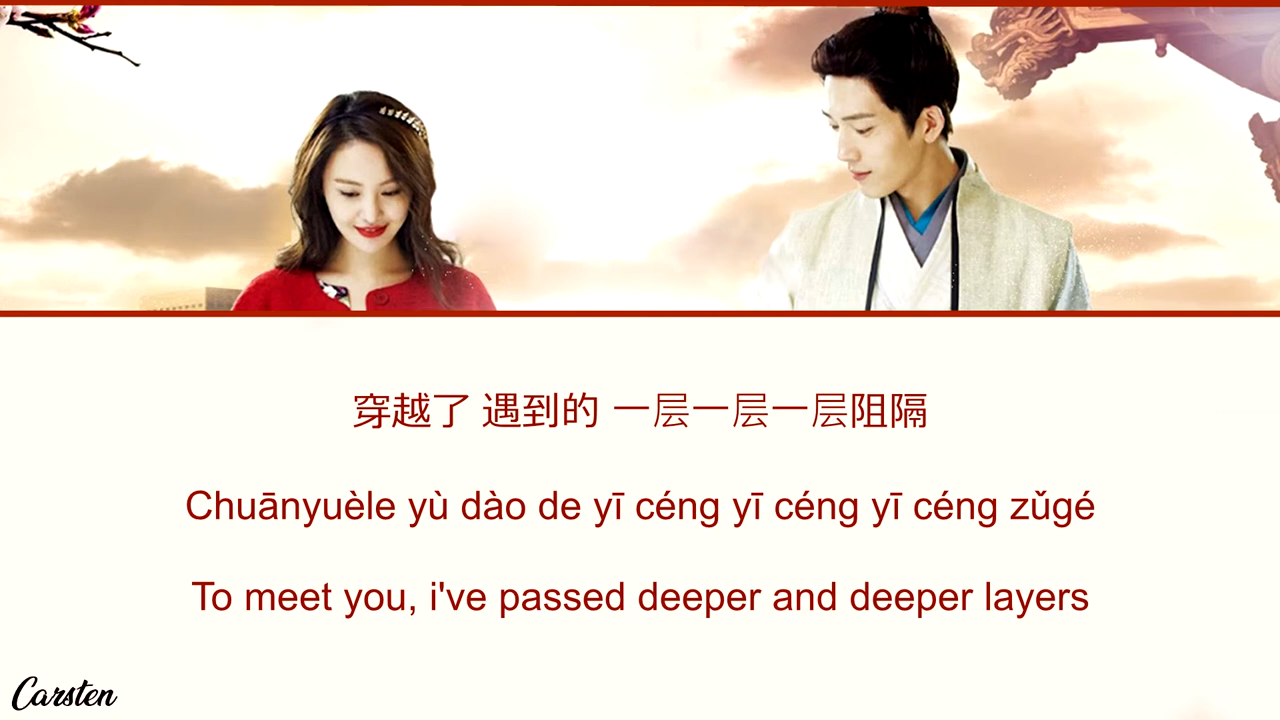 穿越了 遇到的 一层一层一层阻隔
Chuānyuèle yù dào de yī céng yī céng yī céng zǔgé
To meet you, i've passed deeper and deeper layers
Carsten